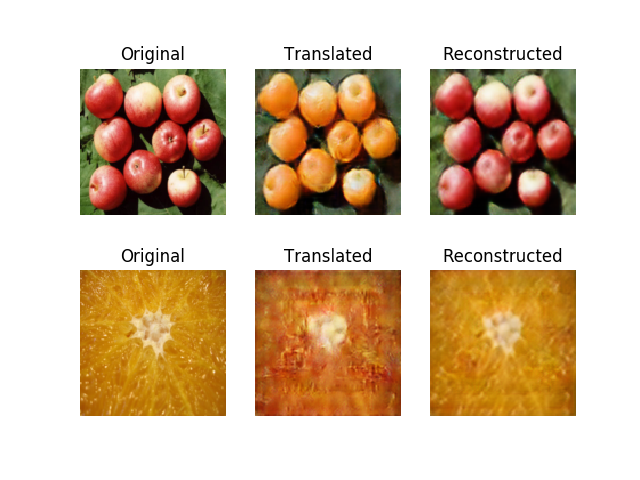 Original
Translated
Reconstructed
Original
Translated
Reconstructed